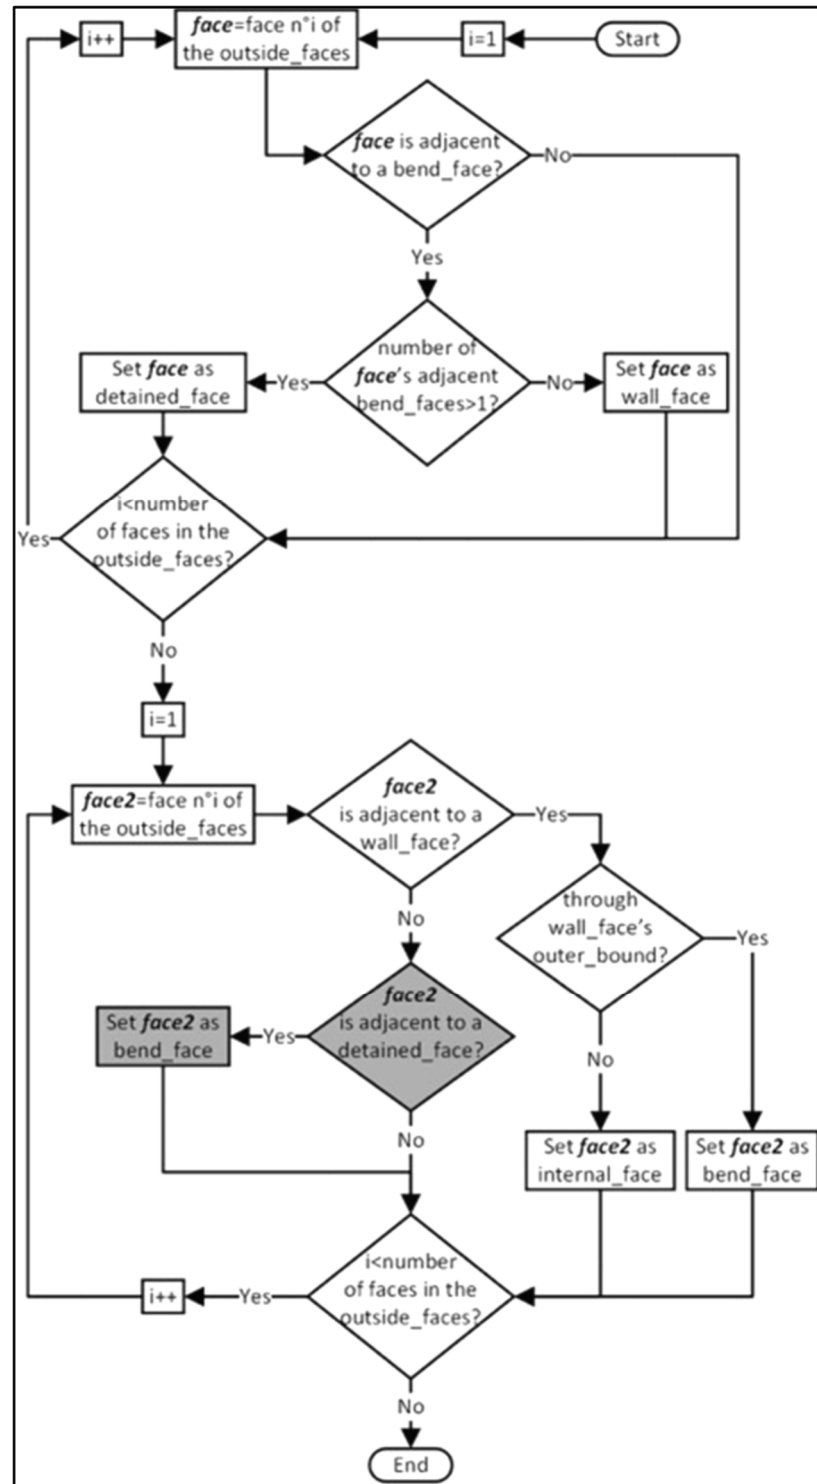 i++
face=face n°i of
the outside_faces
i=1
Start
face is adjacent
to a bend_face?
No
Yes
number of
face's adjacent
bend_faces>1?
Yes
Set face as
detained_face
No
Set face as
wall_face
i<number
of faces in the
outside_faces?
Yes
No
i=1
face2=face n°i of
the outside_faces
face2
is adjacent to a
wall_face?
Yes
through
wall_face's
outer_bound?
Yes
No
face2
is adjacent to a
detained_face?
Yes
Set face2 as
bend_face
No
No
Set face2 as
internal_face
Set face2 as
bend_face
i<number
of faces in the
outside_faces?
Yes
i++
No
End